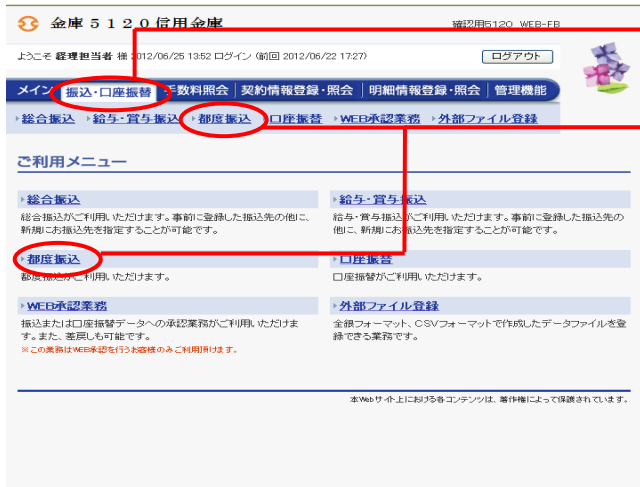 金庫5120信用金庫
確認用5120 WEB-FB
ようこそ 経理担当者 様 2012/06/25 1352 ログイン (前回 2012/06/22 17:27)
ログアウト
メイン 振込・口座振替 手数料照会 契約情報登録・照会 明細情報登録・照会 管理機能
総合振込 給与・賞与振込 都度振込 口座振替 WEB承認業務 外部ファイル登録
ご利用メニュー
総合振込
総合振込がご利用いただけます。事前に登録した振込先の他に、
新規にお振込先を指定することが可能です。
給与・賞与振込
給与・賞与振込がご利用いただけます。事前に登録した振込先の
他に、新規にお振込先を指定することが可能です。
都度振込
都度振込がご利用いただけます。
口座振替
口座振替がご利用いただけます。
WEB承認業務
振込または口座振替データへの承認業務がご利用いただけま
す。また、差戻しも可能です。
※この業務はWEB承認を行うお客様のみご利用頂けます。
外部ファイル登録
全銀フォーマット、CSVフォーマットで作成したデータファイルを登
録できる業務です。
本Webサイト上における各コンテンツは、著作権によって保護されています。